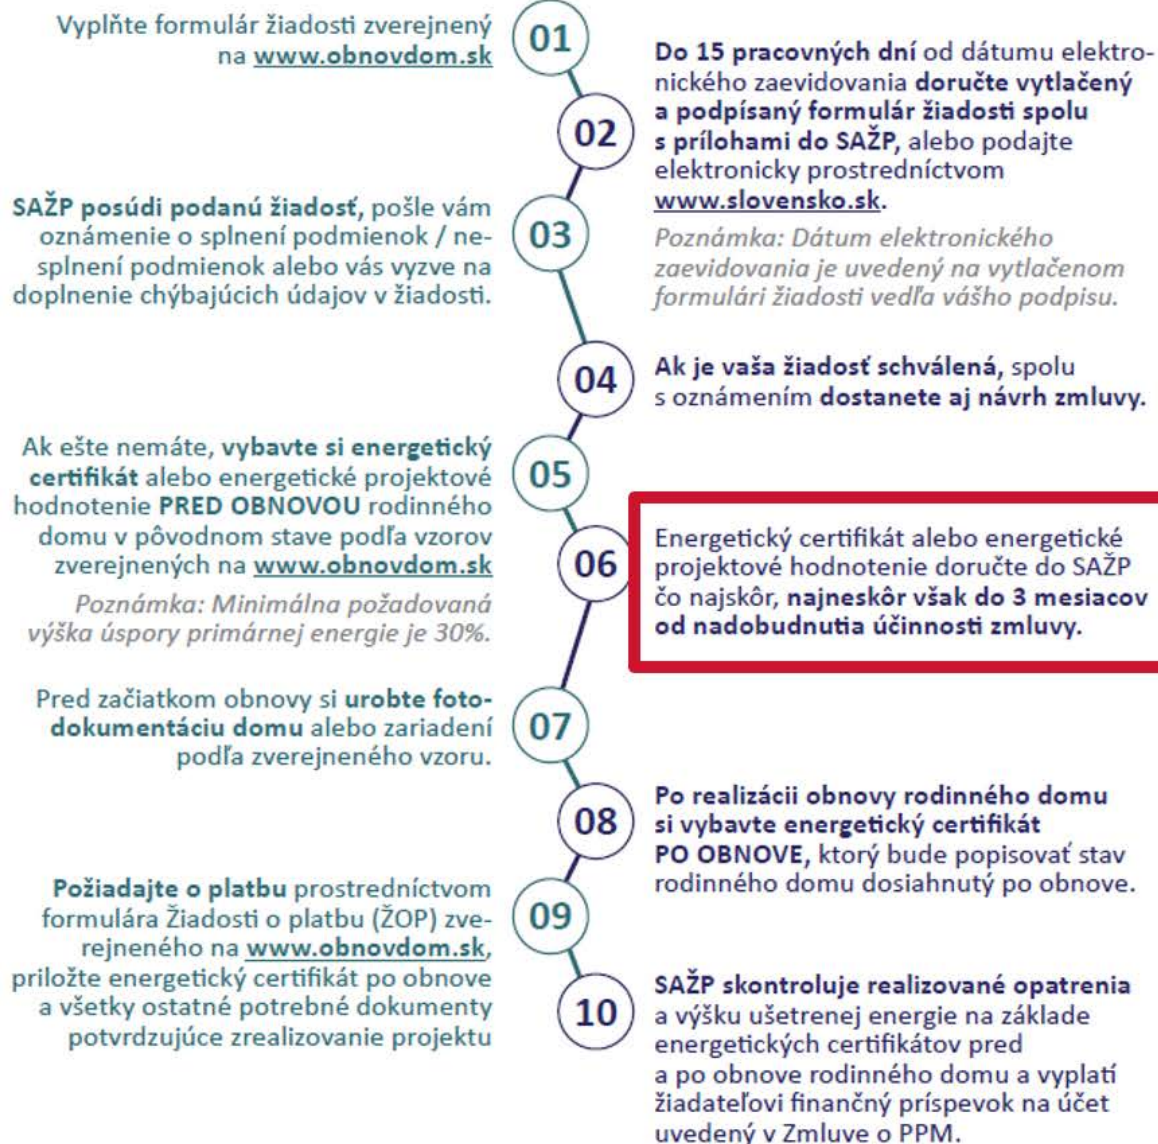 Vyplňte formulár žiadosti zverejnený
na www.obnovdom.sk
01
02
Do 15 pracovných dní od dátumu elektro-
nického zaevidovania doručte vytlačený
a podpísaný formulár žiadosti spolu
s prílohami do SAŽP, alebo podajte
elektronicky prostredníctvom
www.slovensko.sk.
Poznámka: Dátum elektronického
zaevidovania je uvedený na vytlačenom
formulári žiadosti vedľa vášho podpisu.
SAŽP posúdi podanú žiadosť, pošle vám
oznámenie o splnení podmienok / ne-
splnení podmienok alebo vás vyzve na
doplnenie chýbajúcich údajov v žiadosti.
03
04
Ak je vaša žiadosť schválená, spolu
s oznámením dostanete aj návrh zmluvy.
Ak ešte nemáte, vybavte si energetický
certifikát alebo energetické projektové
hodnotenie PRED OBNOVOU rodinného
domu v pôvodnom stave podľa vzorov
zverejnených na www.obnovdom.sk
Poznámka: Minimálna požadovaná
výška úspory primárnej energie je 30%.
05
06
Energetický certifikát alebo energetické
projektové hodnotenie doručte do SAŽP
čo najskôr, najneskôr však do 3 mesiacov
od nadobudnutia účinnosti zmluvy.
Pred začiatkom obnovy si urobte foto-
dokumentáciu domu alebo zariadení
podľa zverejneného vzoru.
07
08
Po realizácii obnovy rodinného domu
si vybavte energetický certifikát
PO OBNOVE, ktorý bude popisovať stav
rodinného domu dosiahnutý po obnove.
Požiadajte o platbu prostredníctvom
formulára Žiadosti o platbu (ŽOP) zve-
rejneného na www.obnovdom.sk,
priložte energetický certifikát po obnove
a všetky ostatné potrebné dokumenty
potvrdzujúce zrealizovanie projektu
09
10
SAŽP skontroluje realizované opatrenia
a výšku ušetrenej energie na základe
energetických certifikátov pred
a po obnove rodinného domu a vyplatí
žiadateľovi finančný príspevok na účet
uvedený v Zmluve o PPM.